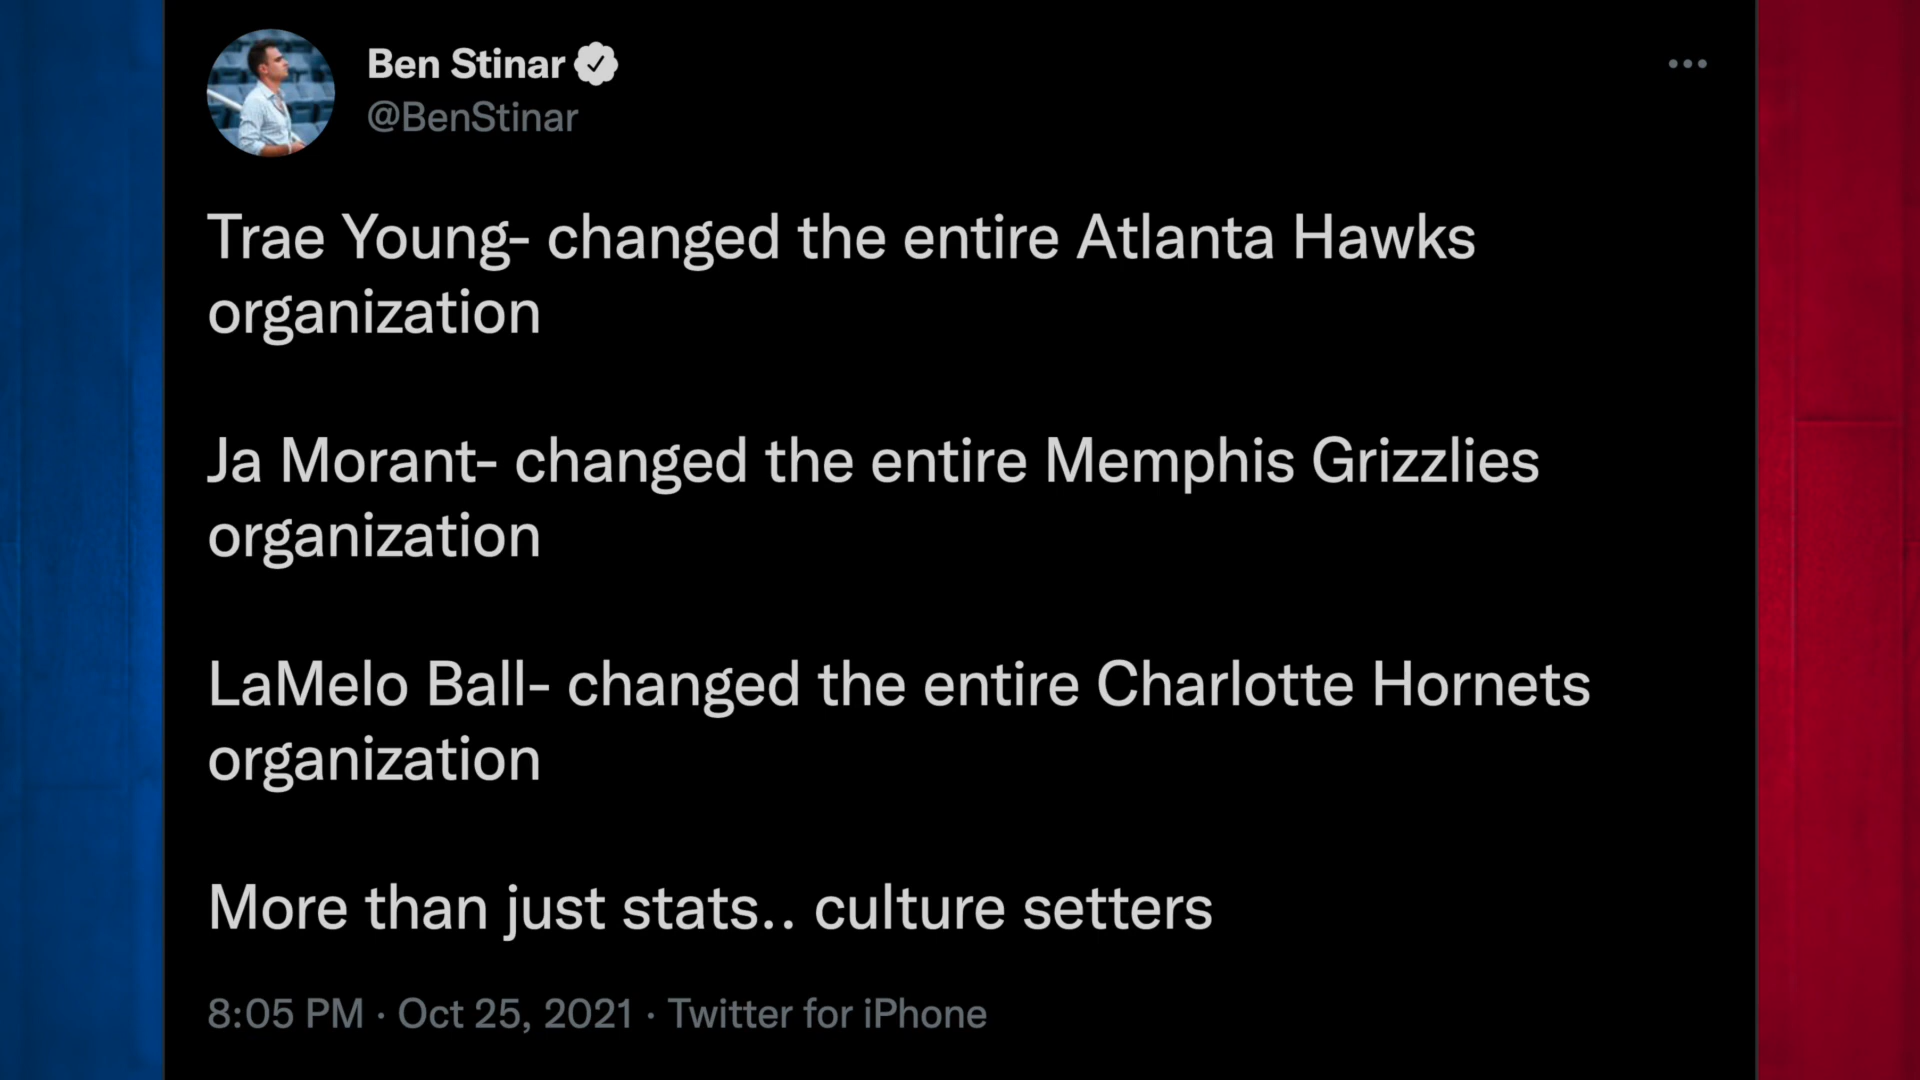 Ben Stinar
@BenStinar
Trae Young- changed the entire Atlanta Hawks
organization
Ja Morant- changed the entire Memphis Grizzlies
organization
LaMelo Ball- changed the entire Charlotte Hornets
organization
More than just stats.. culture setters
8:05 PM · Oct 25, 2021 · Twitter for iPhone